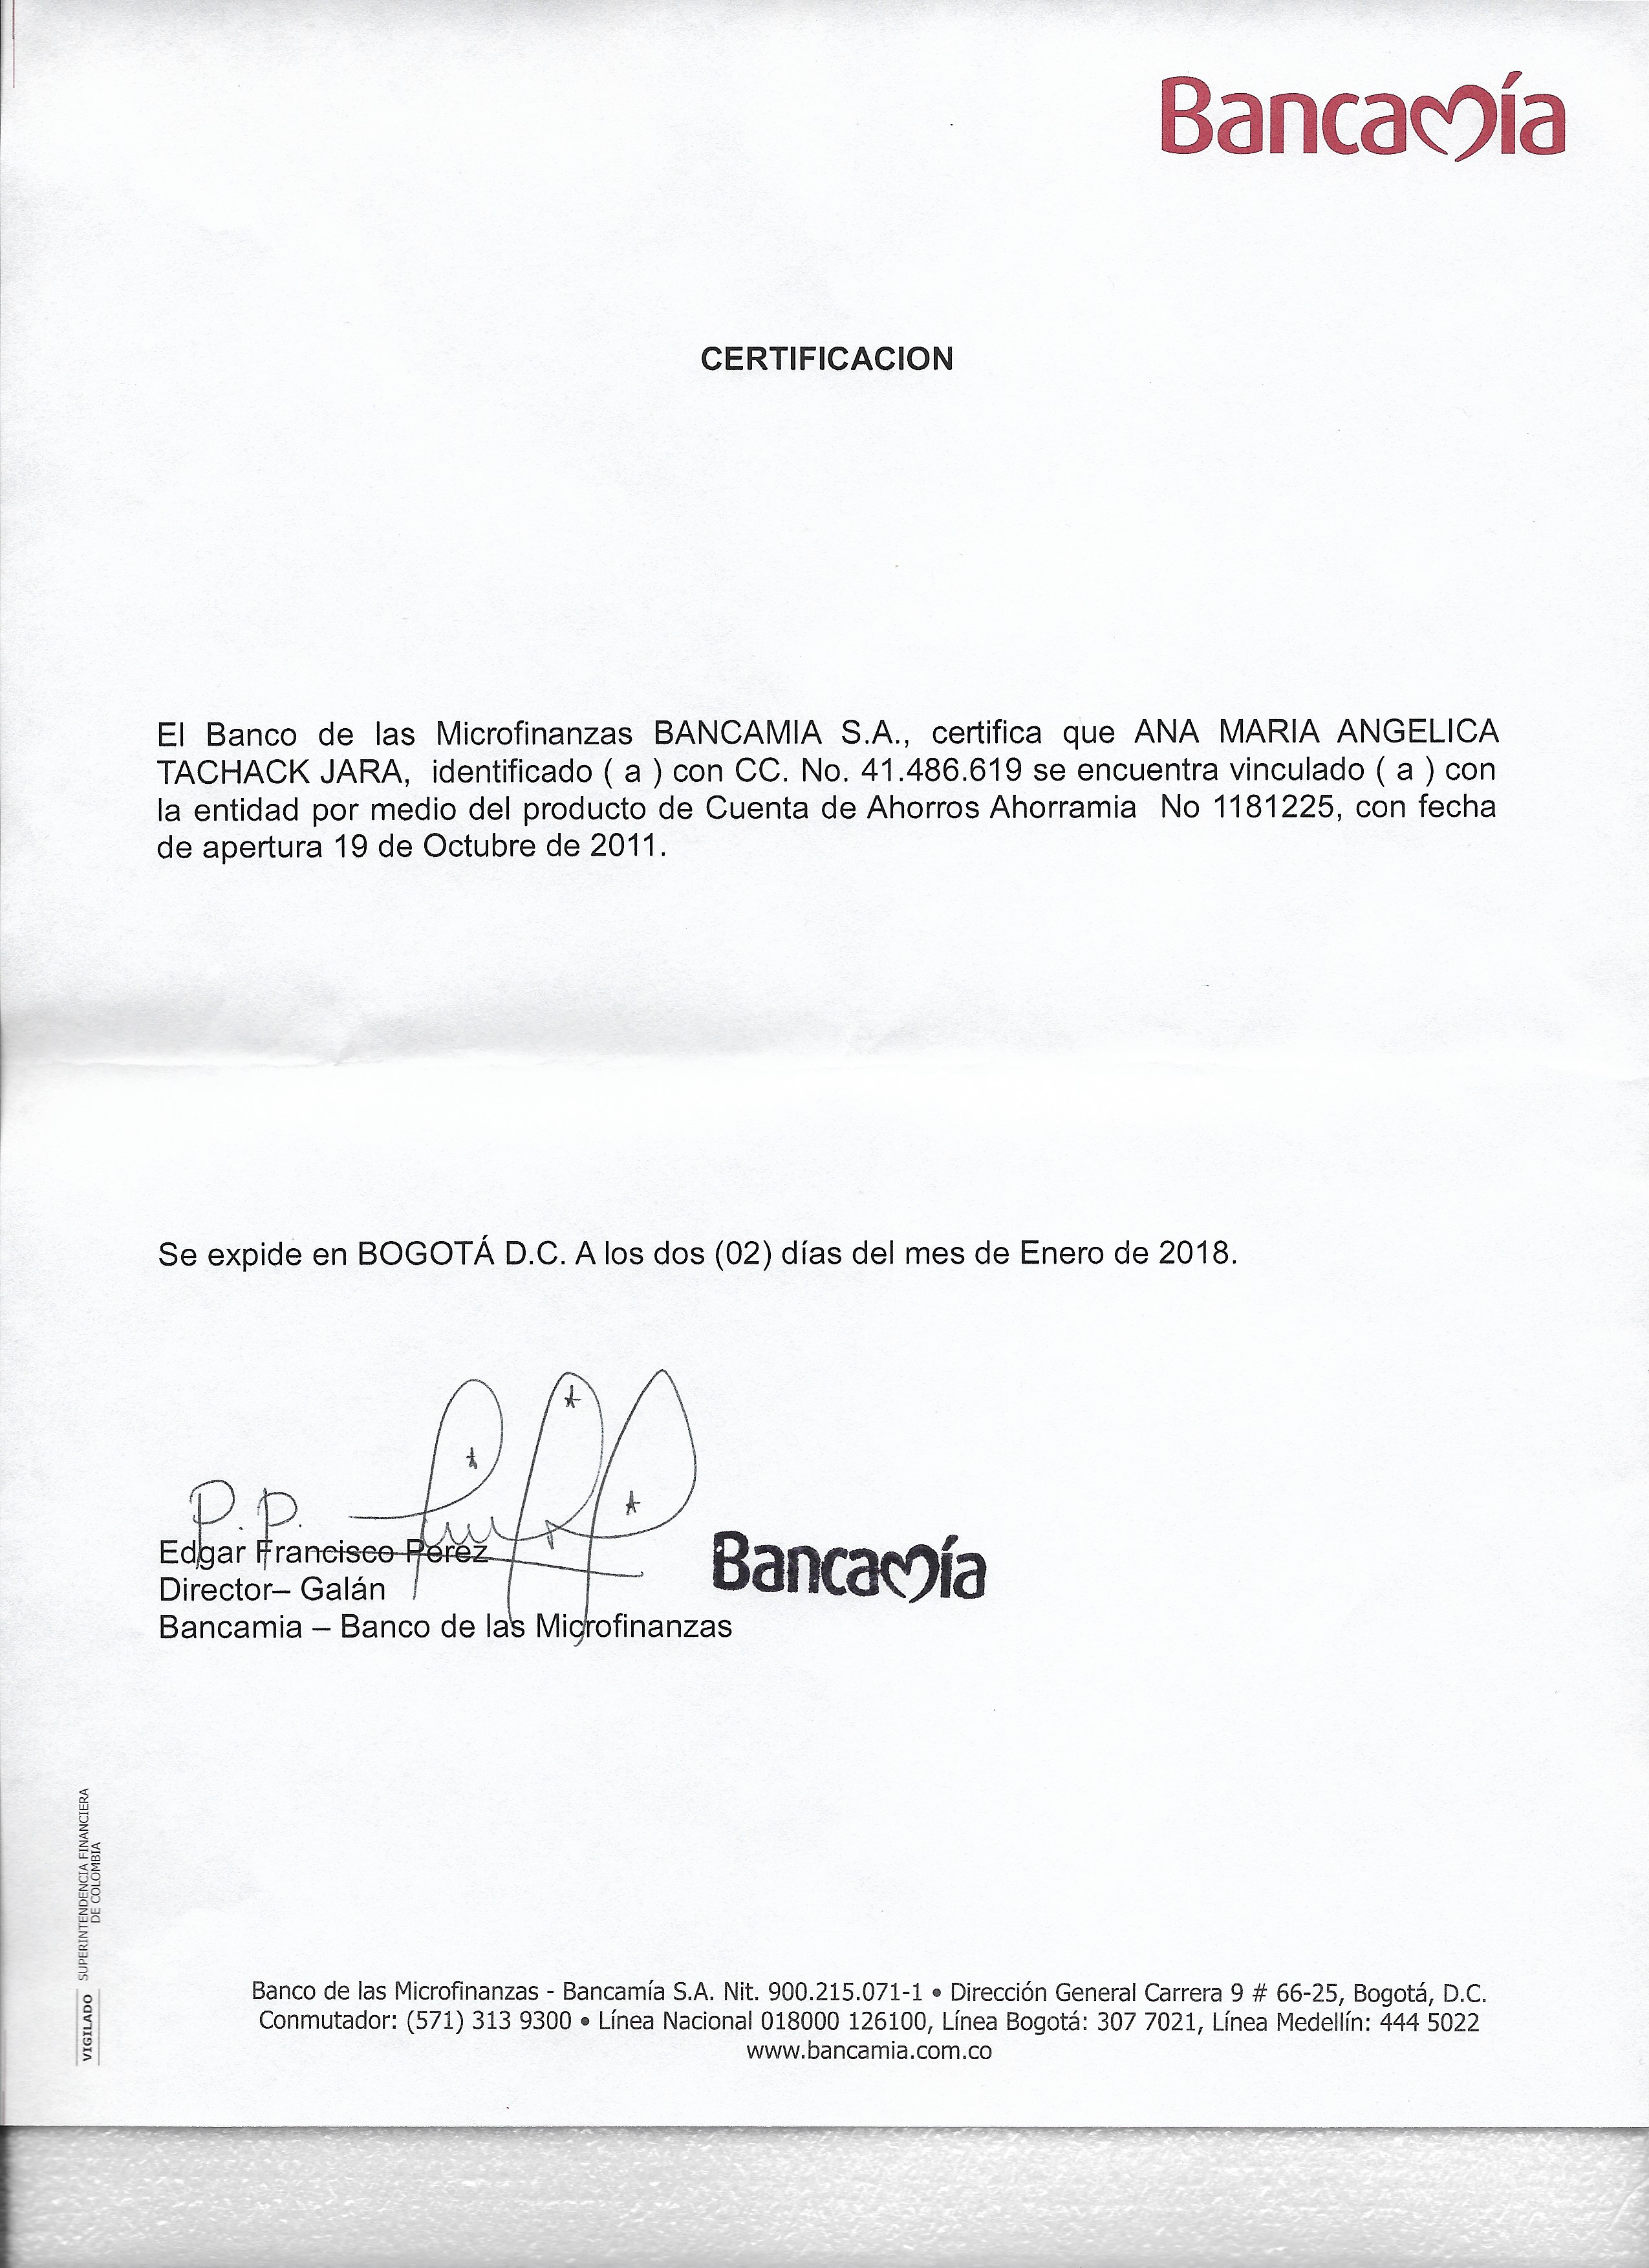 Bancamía
CERTIFICACION
El Banco de las Microfinanzas BANCAMIA S.A., certifica que ANA MARIA ANGELICA
TACHACK JARA, identificado ( a ) con CC. No. 41.486.619 se encuentra vinculado ( a ) con
la entidad por medio del producto de Cuenta de Ahorros Ahorramia No 1181225, con fecha
de apertura 19 de Octubre de 2011.
Se expide en BOGOTÁ D.C. A los dos (02) días del mes de Enero de 2018.
P.P.
Edgar Francisco Perez
Director– Galán
Bancamia – Banco de las Microfinanzas
Bancamía
VIGILADO SUPERINTENDENCIA FINANCIERA
DE COLOMBIA
Banco de las Microfinanzas - Bancamía S.A. Nit. 900.215.071-1 • Dirección General Carrera 9 # 66-25, Bogotá, D.C.
Conmutador: (571) 313 9300 • Línea Nacional 018000 126100, Línea Bogotá: 307 7021, Línea Medellín: 444 5022
www.bancamia.com.co